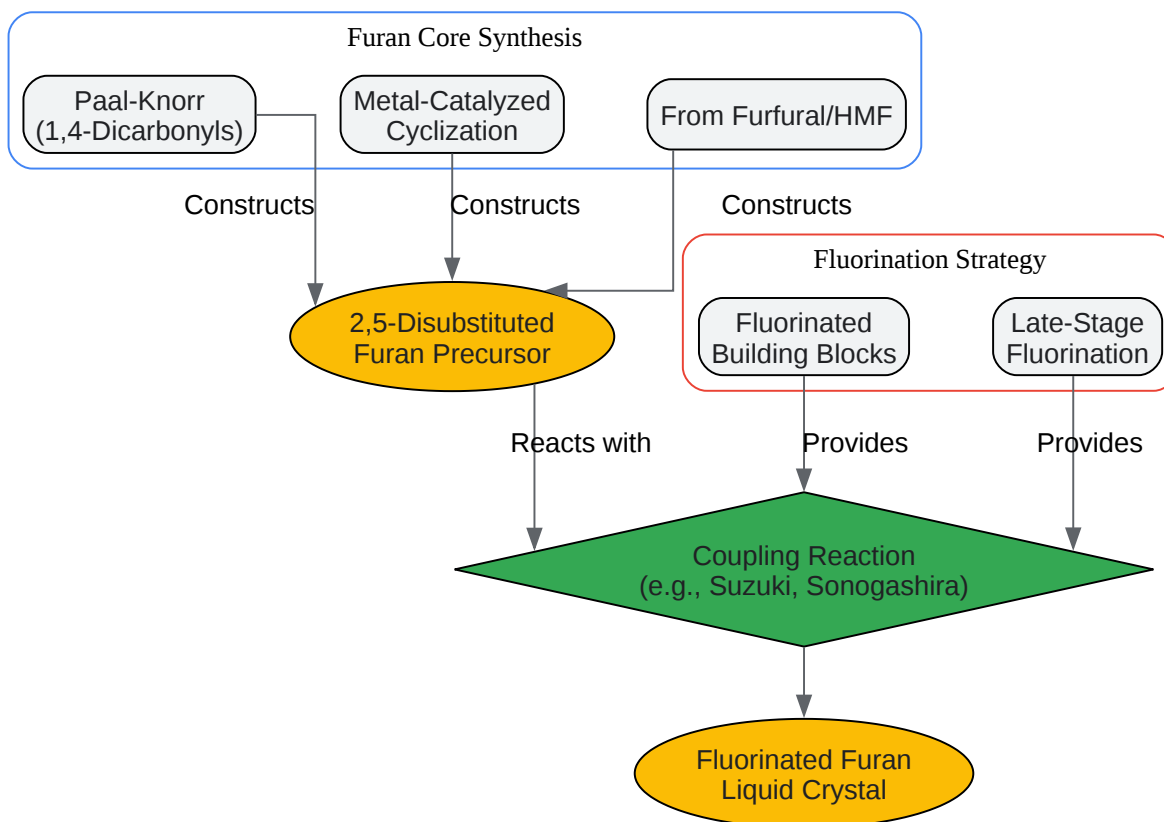 Furan Core Synthesis
Paal-Knorr
(1,4-Dicarbonyls)
Metal-Catalyzed
Cyclization
From Furfural/HMF
Constructs
Constructs
Constructs
Fluorination Strategy
2,5-Disubstituted
Furan Precursor
Fluorinated
Building Blocks
Late-Stage
Fluorination
Reacts with
Provides
Provides
Coupling Reaction
(e.g., Suzuki, Sonogashira)
Fluorinated Furan
Liquid Crystal